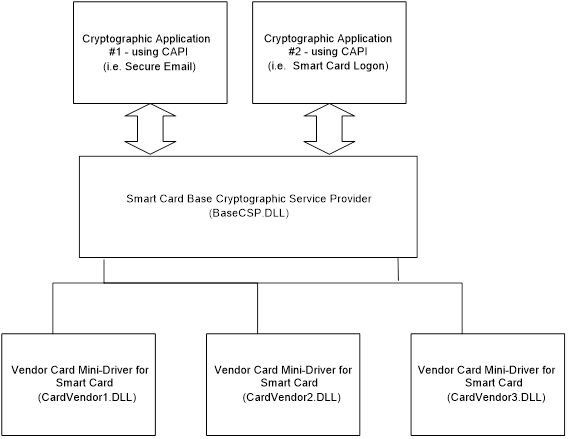 Cryptographic Application
#1 - using CAPI
(i.e. Secure Email)
Cryptographic Application
#2 - using CAPI
(i.e. Smart Card Logon)
Smart Card Base Cryptographic Service Provider
(BaseCSP.DLL)
Vendor Card Mini-Driver for
Smart Card
(CardVendor1.DLL)
Vendor Card Mini-Driver for
Smart Card
(CardVendor2.DLL)
Vendor Card Mini-Driver for
Smart Card
(CardVendor3.DLL)